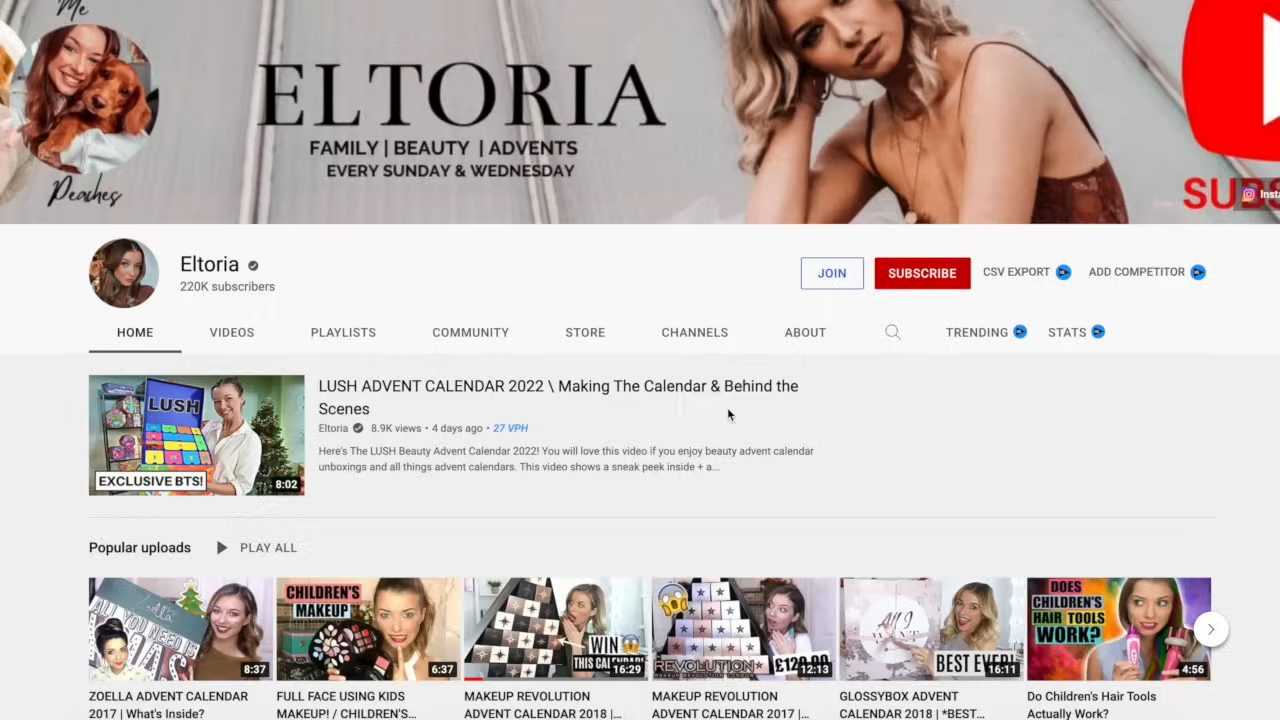 Me
ELTORIA
FAMILY | BEAUTY | ADVENTS
EVERY SUNDAY & WEDNESDAY
Peaches
Eltoria
220K subscribers
JOIN
SUBSCRIBE
CSV EXPORT
ADD COMPETITOR
HOME
VIDEOS
PLAYLISTS
COMMUNITY
STORE
CHANNELS
ABOUT
TRENDING
STATS
LUSH
EXCLUSIVE BTS!
8:02
LUSH ADVENT CALENDAR 2022 \ Making The Calendar & Behind the
Scenes
Eltoria 8.9K views • 4 days ago • 27 VPH
Here's The LUSH Beauty Advent Calendar 2022! You will love this video if you enjoy beauty advent calendar
unboxings and all things advent calendars. This video shows a sneak peek inside + a...
Popular uploads
PLAY ALL
Zoella
ALL YOU NEED IS
8:37
ZOELLA ADVENT CALENDAR
2017 | What's Inside?
CHILDREN'S
MAKEUP
6:37
FULL FACE USING KIDS
MAKEUP! / CHILDREN'S...
WIN
THIS CALENDAR!
16:29
MAKEUP REVOLUTION
ADVENT CALENDAR 2018 |...
REVOLUTION
12:13
MAKEUP REVOLUTION
ADVENT CALENDAR 2017 |...
All I
WANT
BEST EVER!
16:11
GLOSSYBOX ADVENT
CALENDAR 2018 | *BEST...
DOES
CHILDREN'S
HAIR TOOLS
WORK?
4:56
Do Children's Hair Tools
Actually Work?